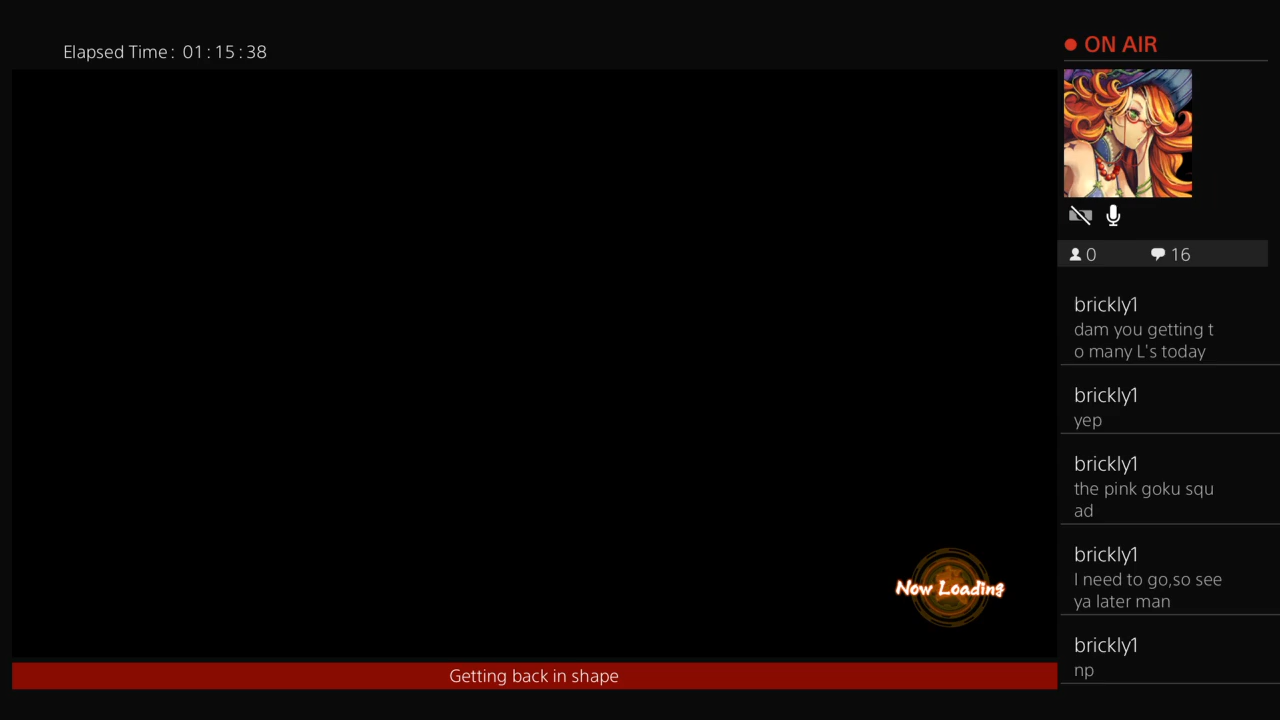 Elapsed Time: 01:15:38
ON AIR
0 16
brickly1
dam you getting t
o many L's today
brickly1
yep
brickly1
the pink goku squ
ad
brickly1
I need to go,so see
ya later man
brickly1
np
Now Loading
Getting back in shape